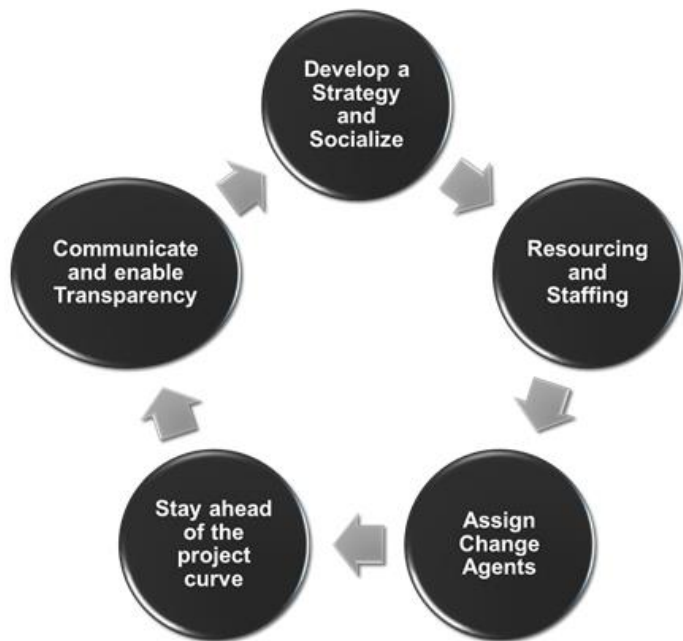 Develop a
Strategy
and
Socialize
Resourcing
and
Staffing
Assign
Change
Agents
Stay ahead
of the
project
curve
Communicate
and enable
Transparency